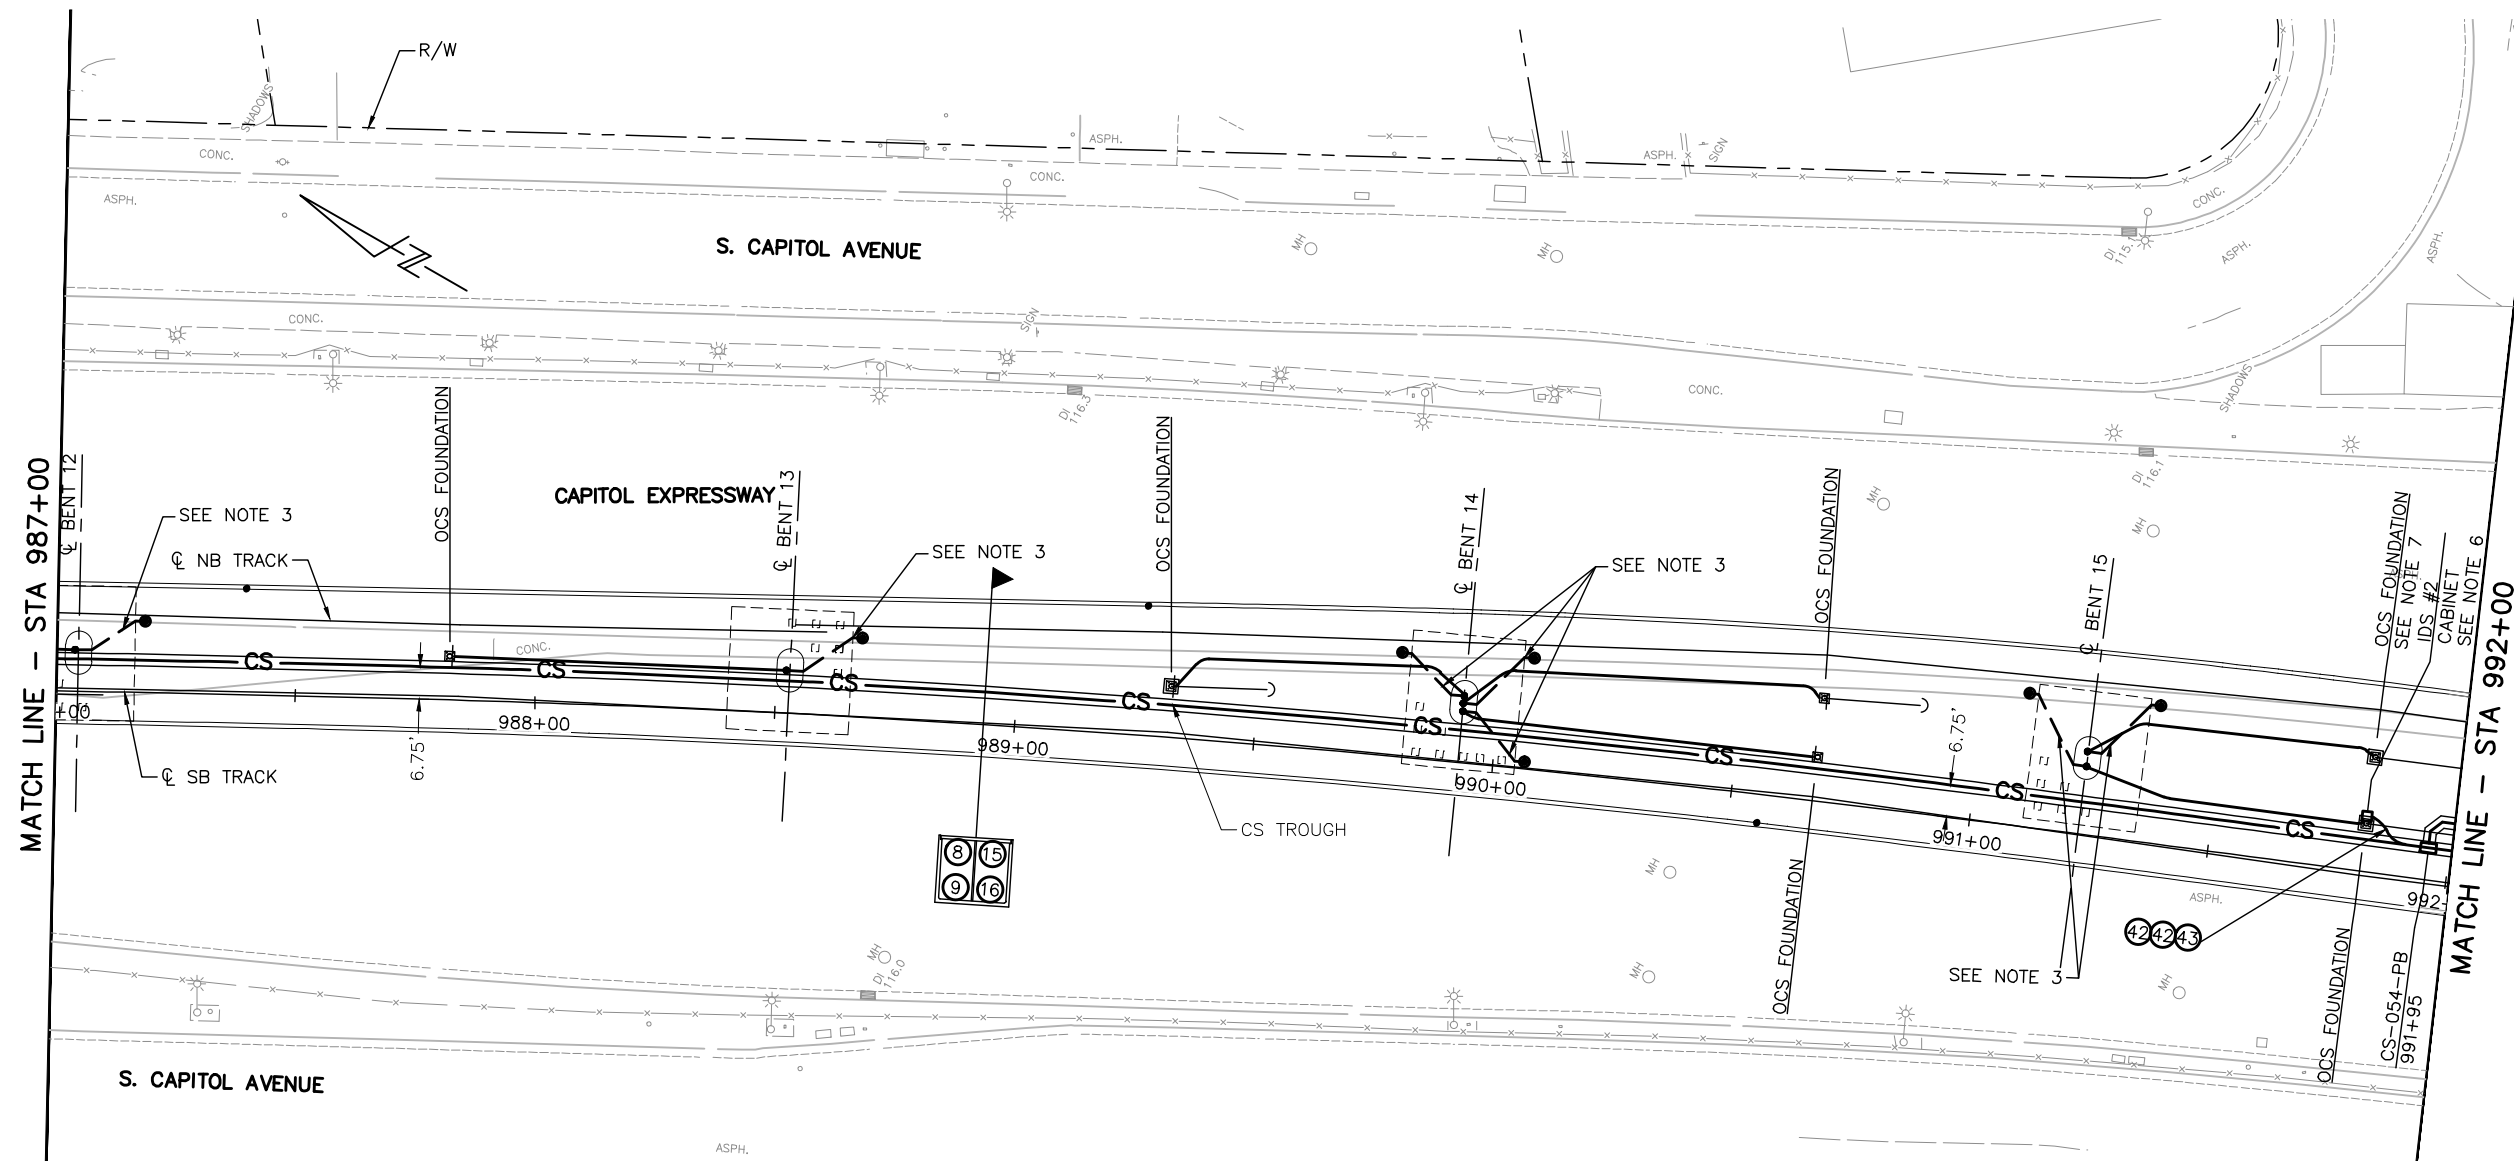 R/W
SHADOWS
CONC.
ASPH.
CONC.
ASPH.
SIGN
ASPH.
S. CAPITOL AVENUE
MH
MH
DI
115.1
CONC.
ASPH.
ASPH.
CONC.
SIGN
DI
116.3
CONC.
SHADOWS
DI
116.1
MH
MH
MATCH LINE - STA 987+00
℄ BENT 12
SEE NOTE 3
℄ NB TRACK
OCS FOUNDATION
CAPITOL EXPRESSWAY
℄ BENT 13
SEE NOTE 3
OCS FOUNDATION
℄ BENT 14
SEE NOTE 3
OCS FOUNDATION
℄ BENT 15
OCS FOUNDATION
SEE NOTE 7
IDS #2
CABINET
SEE NOTE 6
MATCH LINE - STA 992+00
CONC.
CS
CS
CS
CS
CS
CS
CS
CS
+00
988+00
989+00
990+00
991+00
992-
6.75'
6.75'
℄ SB TRACK
CS TROUGH
8
15
9
16
MH
OCS FOUNDATION
ASPH.
42
42
43
SEE NOTE 3
OCS FOUNDATION
CS-054-PB
991+95
MH
DI
116.0
MH
MH
S. CAPITOL AVENUE
ASPH.